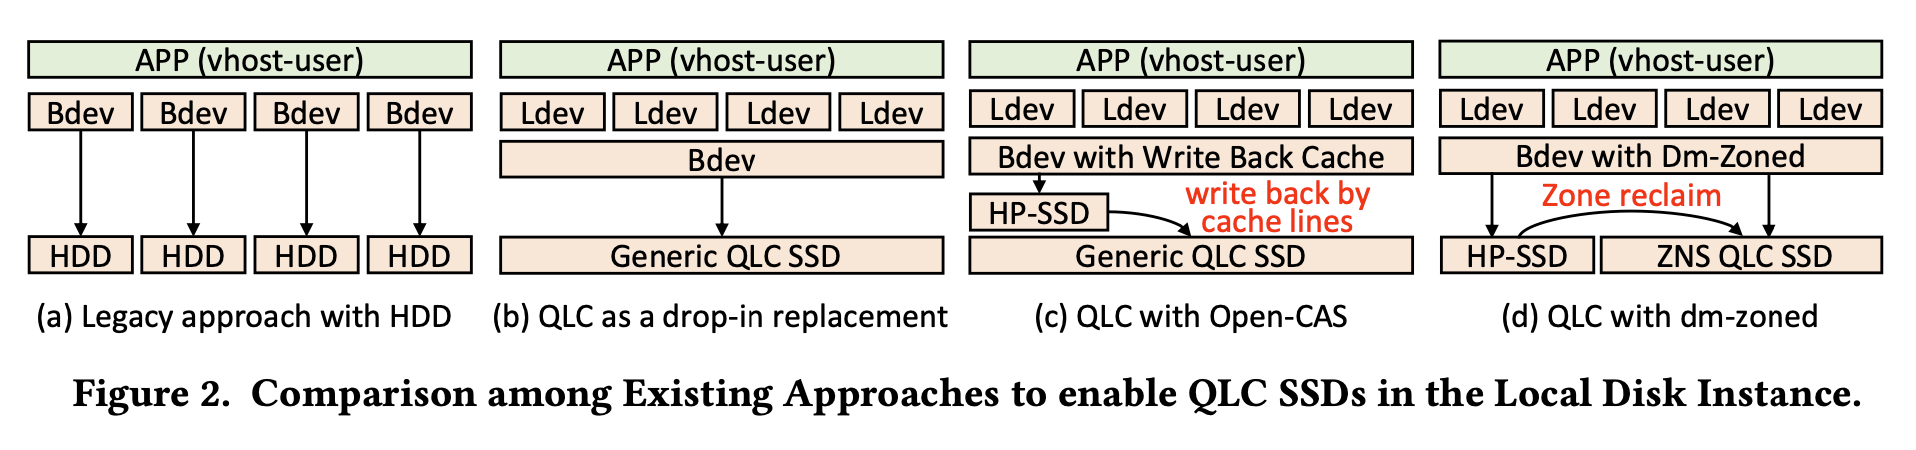 APP (vhost-user)
Bdev Bdev Bdev Bdev
HDD HDD HDD HDD
(a) Legacy approach with HDD
APP (vhost-user)
Ldev Ldev Ldev Ldev
Bdev
Generic QLC SSD
(b) QLC as a drop-in replacement
APP (vhost-user)
Ldev Ldev Ldev Ldev
Bdev with Write Back Cache
HP-SSD
write back by
cache lines
Generic QLC SSD
(c) QLC with Open-CAS
APP (vhost-user)
Ldev Ldev Ldev Ldev
Bdev with Dm-Zoned
Zone reclaim
HP-SSD ZNS QLC SSD
(d) QLC with dm-zoned
Figure 2. Comparison among Existing Approaches to enable QLC SSDs in the Local Disk Instance.